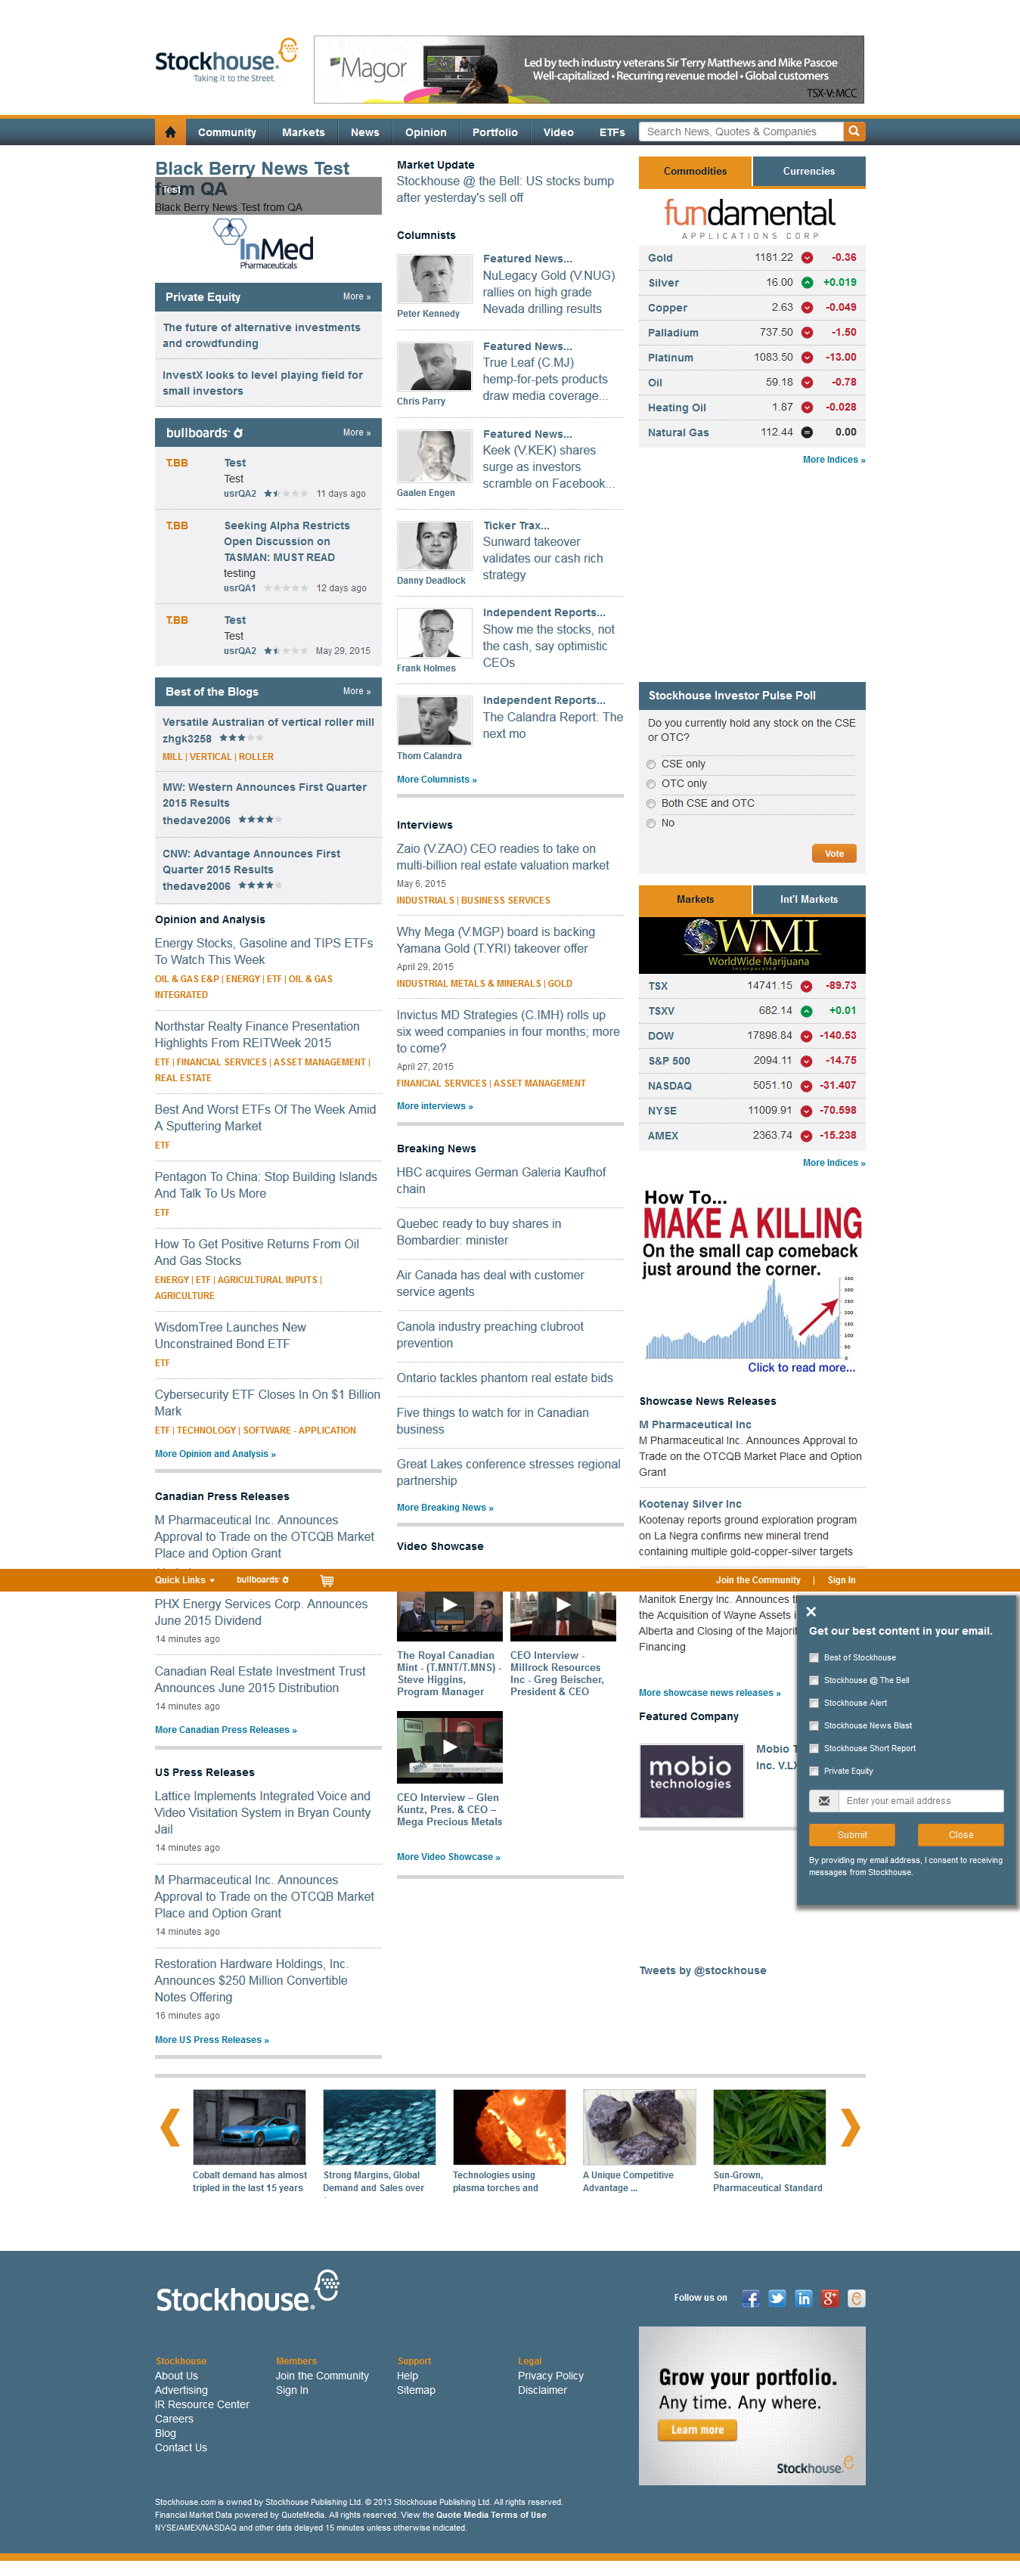 Stockhouse
Taking it to the Street.
Magor
Led by tech industry veterans Sir Terry Matthews and Mike Pascoe
Well-capitalized • Recurring revenue model • Global customers
TSX-V: MCC
Community
Markets
News
Opinion
Portfolio
Video
ETFs
Search News, Quotes & Companies
Black Berry News Test
from QA
Test
Black Berry News Test from QA
InMed
Pharmaceuticals
Private Equity
More »
The future of alternative investments
and crowdfunding
InvestX looks to level playing field for
small investors
bullboards
More »
T.BB
Test
Test
usrQA2 11 days ago
T.BB
Seeking Alpha Restricts
Open Discussion on
TASMAN: MUST READ
testing
usrQA1 12 days ago
T.BB
Test
Test
usrQA2 May 29, 2015
Best of the Blogs
More »
Versatile Australian of vertical roller mill
zhgk3258
MILL | VERTICAL | ROLLER
MW: Western Announces First Quarter
2015 Results
thedave2006
CNW: Advantage Announces First
Quarter 2015 Results
thedave2006
Opinion and Analysis
Energy Stocks, Gasoline and TIPS ETFs
To Watch This Week
OIL & GAS E&P | ENERGY | ETF | OIL & GAS
INTEGRATED
Northstar Realty Finance Presentation
Highlights From REITWeek 2015
ETF | FINANCIAL SERVICES | ASSET MANAGEMENT |
REAL ESTATE
Best And Worst ETFs Of The Week Amid
A Sputtering Market
ETF
Pentagon To China: Stop Building Islands
And Talk To Us More
ETF
How To Get Positive Returns From Oil
And Gas Stocks
ENERGY | ETF | AGRICULTURAL INPUTS |
AGRICULTURE
WisdomTree Launches New
Unconstrained Bond ETF
ETF
Cybersecurity ETF Closes In On $1 Billion
Mark
ETF | TECHNOLOGY | SOFTWARE - APPLICATION
More Opinion and Analysis »
Canadian Press Releases
M Pharmaceutical Inc. Announces
Approval to Trade on the OTCQB Market
Place and Option Grant
Market Update
Stockhouse @ the Bell: US stocks bump
after yesterday's sell off
Columnists
Peter Kennedy
Featured News...
NuLegacy Gold (V.NUG)
rallies on high grade
Nevada drilling results
Chris Parry
Featured News...
True Leaf (C.MJ)
hemp-for-pets products
draw media coverage...
Gaalen Engen
Featured News...
Keek (V.KEK) shares
surge as investors
scramble on Facebook...
Danny Deadlock
Ticker Trax...
Sunward takeover
validates our cash rich
strategy
Frank Holmes
Independent Reports...
Show me the stocks, not
the cash, say optimistic
CEOs
Thom Calandra
Independent Reports...
The Calandra Report: The
next mo
More Columnists »
Interviews
Zaio (V.ZAO) CEO readies to take on
multi-billion real estate valuation market
May 6, 2015
INDUSTRIALS | BUSINESS SERVICES
Why Mega (V.MGP) board is backing
Yamana Gold (T.YRI) takeover offer
April 29, 2015
INDUSTRIAL METALS & MINERALS | GOLD
Invictus MD Strategies (C.IMH) rolls up
six weed companies in four months; more
to come?
April 27, 2015
FINANCIAL SERVICES | ASSET MANAGEMENT
More interviews »
Breaking News
HBC acquires German Galeria Kaufhof
chain
Quebec ready to buy shares in
Bombardier: minister
Air Canada has deal with customer
service agents
Canola industry preaching clubroot
prevention
Ontario tackles phantom real estate bids
Five things to watch for in Canadian
business
Great Lakes conference stresses regional
partnership
More Breaking News »
Video Showcase
Commodities
Currencies
fundamental
APPLICATIONS CORP
Gold 1181.22 -0.36
Silver 16.00 +0.019
Copper 2.63 -0.049
Palladium 737.50 -1.50
Platinum 1083.50 -13.00
Oil 59.18 -0.78
Heating Oil 1.87 -0.028
Natural Gas 112.44 0.00
More Indices »
Stockhouse Investor Pulse Poll
Do you currently hold any stock on the CSE
or OTC?
CSE only
OTC only
Both CSE and OTC
No
Vote
Markets
Int'l Markets
WMI
WorldWide Marijuana
Incorporated
TSX 14741.15 -89.73
TSXV 682.14 +0.01
DOW 17898.84 -140.53
S&P 500 2094.11 -14.75
NASDAQ 5051.10 -31.407
NYSE 11009.91 -70.598
AMEX 2363.74 -15.238
More Indices »
How To...
MAKE A KILLING
On the small cap comeback
just around the corner.
350
300
250
200
150
100
50
0
Click to read more...
Showcase News Releases
M Pharmaceutical Inc
M Pharmaceutical Inc. Announces Approval to
Trade on the OTCQB Market Place and Option
Grant
Kootenay Silver Inc
Kootenay reports ground exploration program
on La Negra confirms new mineral trend
containing multiple gold-copper-silver targets
Quick Links
bullboards
Join the Community | Sign In
PHX Energy Services Corp. Announces
June 2015 Dividend
14 minutes ago
Canadian Real Estate Investment Trust
Announces June 2015 Distribution
14 minutes ago
More Canadian Press Releases »
US Press Releases
Lattice Implements Integrated Voice and
Video Visitation System in Bryan County
Jail
14 minutes ago
M Pharmaceutical Inc. Announces
Approval to Trade on the OTCQB Market
Place and Option Grant
14 minutes ago
Restoration Hardware Holdings, Inc.
Announces $250 Million Convertible
Notes Offering
16 minutes ago
More US Press Releases »
The Royal Canadian
Mint - (T.MNT/T.MNS) -
Steve Higgins,
Program Manager
CEO Interview -
Millrock Resources
Inc - Greg Beischer,
President & CEO
CEO Interview – Glen
Kuntz, Pres. & CEO –
Mega Precious Metals
More Video Showcase »
Manitok Energy Inc. Announces
the Acquisition of Wayne Assets
Alberta and Closing of the
Financing
More showcase news releases »
Featured Company
mobio
technologies
Mobio
Inc.
Tweets by @stockhouse
Get our best content in your email.
Best of Stockhouse
Stockhouse @ The Bell
Stockhouse Alert
Stockhouse News Blast
Stockhouse Short Report
Private Equity
Enter your email address
Submit
Close
By providing my email address, I consent to receiving
messages from Stockhouse.
Cobalt demand has almost
tripled in the last 15 years
Strong Margins, Global
Demand and Sales over
Technologies using
plasma torches and
A Unique Competitive
Advantage ...
Sun-Grown,
Pharmaceutical Standard
Stockhouse
Follow us on
Stockhouse
About Us
Advertising
IR Resource Center
Careers
Blog
Contact Us
Members
Join the Community
Sign In
Support
Help
Sitemap
Legal
Privacy Policy
Disclaimer
Grow your portfolio.
Any time. Any where.
Learn more
Stockhouse
Stockhouse.com is owned by Stockhouse Publishing Ltd. © 2013 Stockhouse Publishing Ltd. All rights reserved.
Financial Market Data powered by QuoteMedia. All rights reserved. View the Quote Media Terms of Use
NYSE/AMEX/NASDAQ and other data delayed 15 minutes unless otherwise indicated.